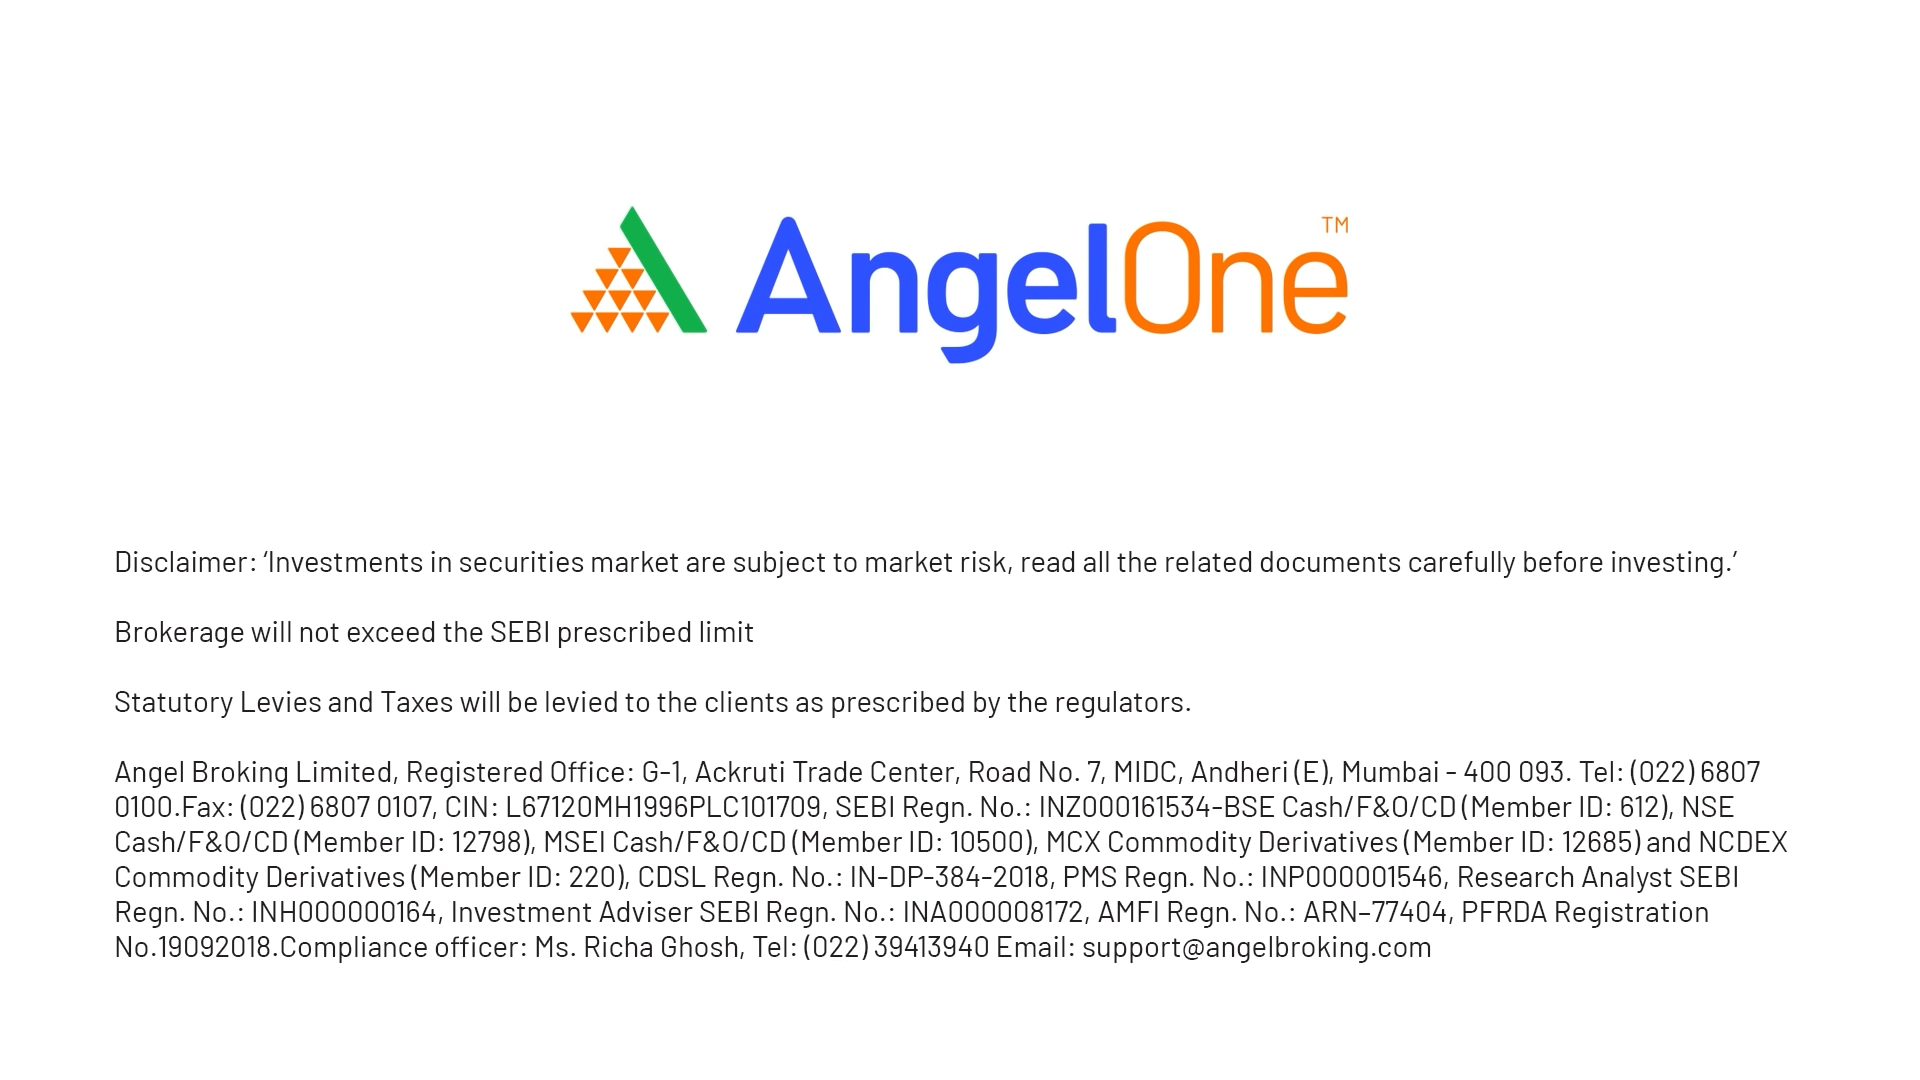 AngelOne™
Disclaimer: ‘Investments in securities market are subject to market risk, read all the related documents carefully before investing.’
Brokerage will not exceed the SEBI prescribed limit
Statutory Levies and Taxes will be levied to the clients as prescribed by the regulators.
Angel Broking Limited, Registered Office: G-1, Ackruti Trade Center, Road No. 7, MIDC, Andheri (E), Mumbai - 400 093. Tel: (022) 6807
0100.Fax: (022) 6807 0107, CIN: L67120MH1996PLC101709, SEBI Regn. No.: INZ000161534-BSE Cash/F&O/CD (Member ID: 612), NSE
Cash/F&O/CD (Member ID: 12798), MSEI Cash/F&O/CD (Member ID: 10500), MCX Commodity Derivatives (Member ID: 12685) and NCDEX
Commodity Derivatives (Member ID: 220), CDSL Regn. No.: IN-DP-384-2018, PMS Regn. No.: INP000001546, Research Analyst SEBI
Regn. No.: INH000000164, Investment Adviser SEBI Regn. No.: INA000008172, AMFI Regn. No.: ARN–77404, PFRDA Registration
No.19092018.Compliance officer: Ms. Richa Ghosh, Tel: (022) 39413940 Email: support@angelbroking.com